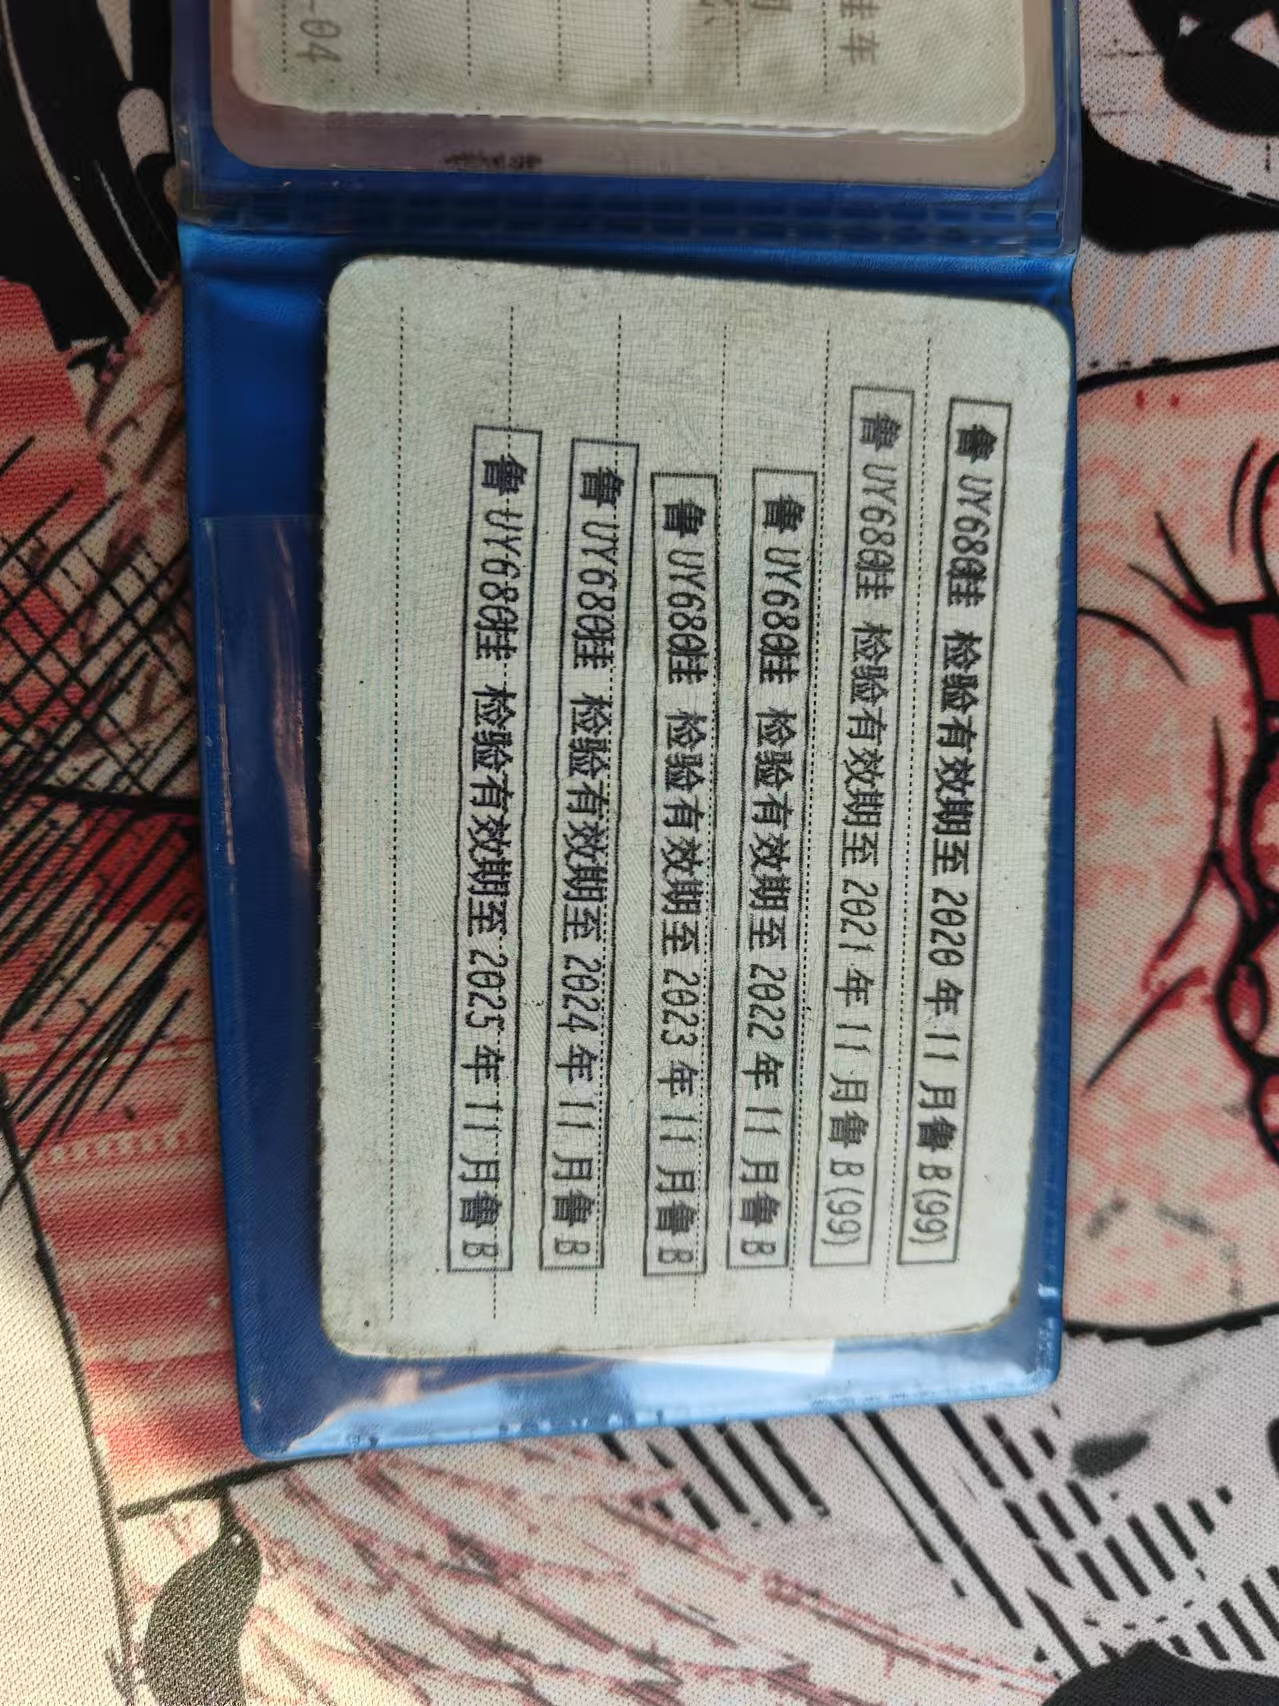 挂车
-04
鲁UY680挂 检验有效期至2020年11月鲁B(99)
鲁UY680挂 检验有效期至2021年11月鲁B(99)
鲁UY680挂 检验有效期至2022年11月鲁B
鲁UY680挂 检验有效期至2023年11月鲁B
鲁UY680挂 检验有效期至2024年11月鲁B
鲁UY680挂 检验有效期至2025年11月鲁B